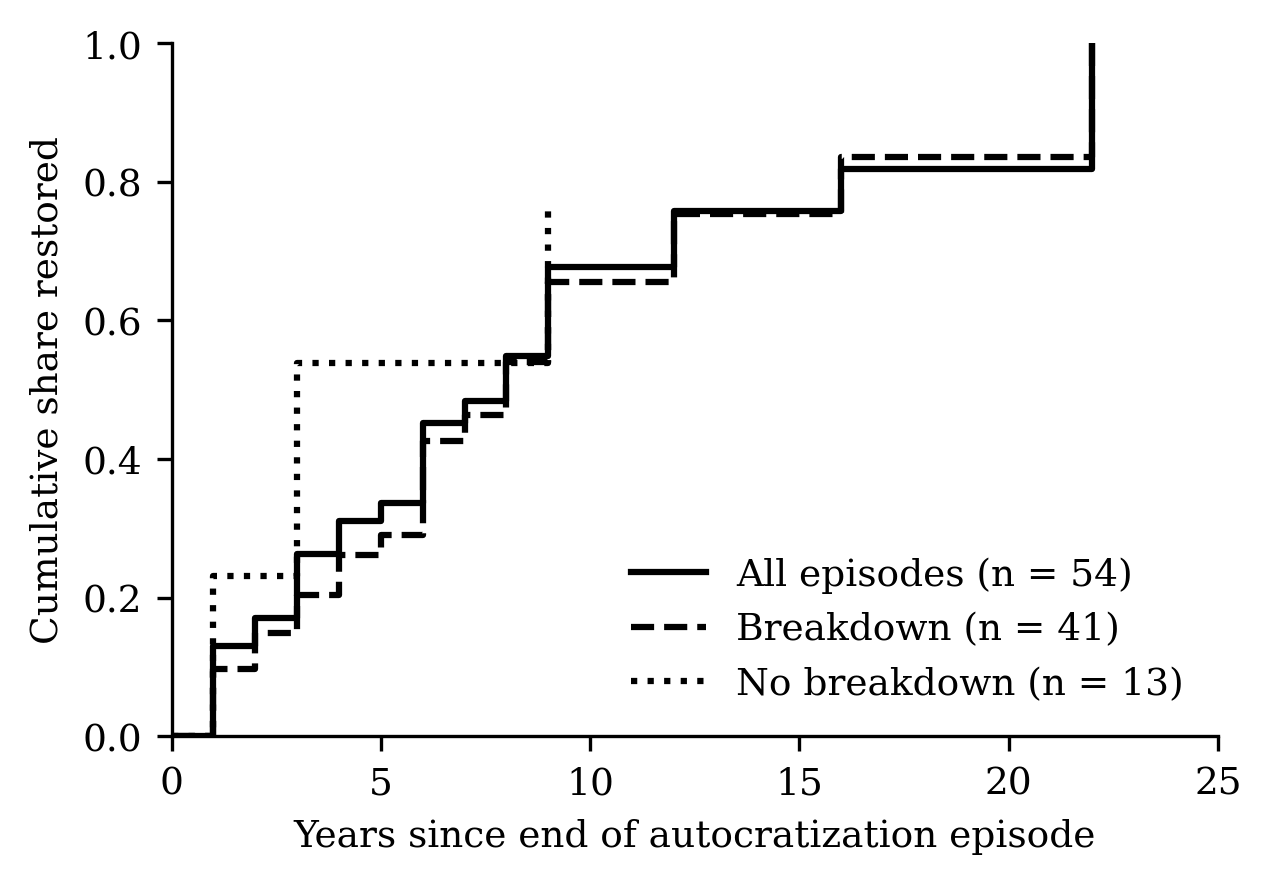 1.0
0.8
0.6
0.4
0.2
0.0
Cumulative share restored
All episodes (n = 54)
Breakdown (n = 41)
No breakdown (n = 13)
0 5 10 15 20 25
Years since end of autocratization episode